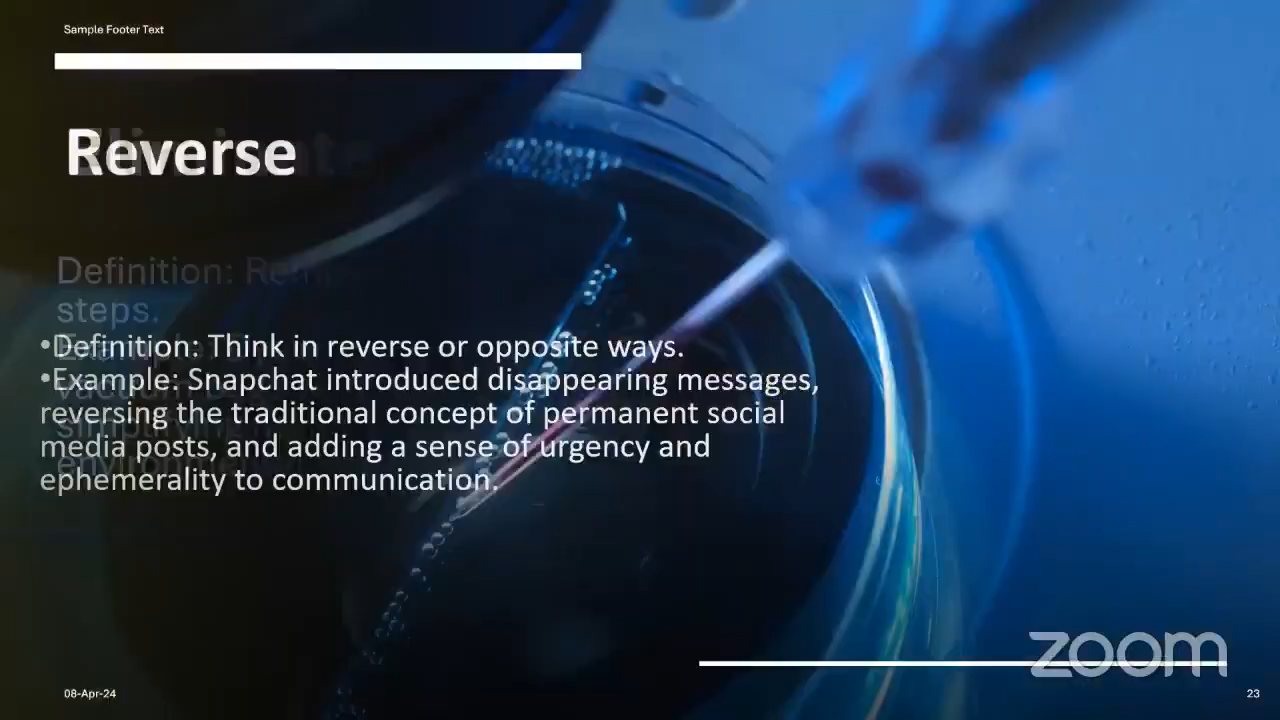 Sample Footer Text
Reverse
Definition:
steps.
•Definition: Think in reverse or opposite ways.
•Example: Snapchat introduced disappearing messages,
reversing the traditional concept of permanent social
media posts, and adding a sense of urgency and
ephemerality to communication.
zoom
08-Apr-24
23